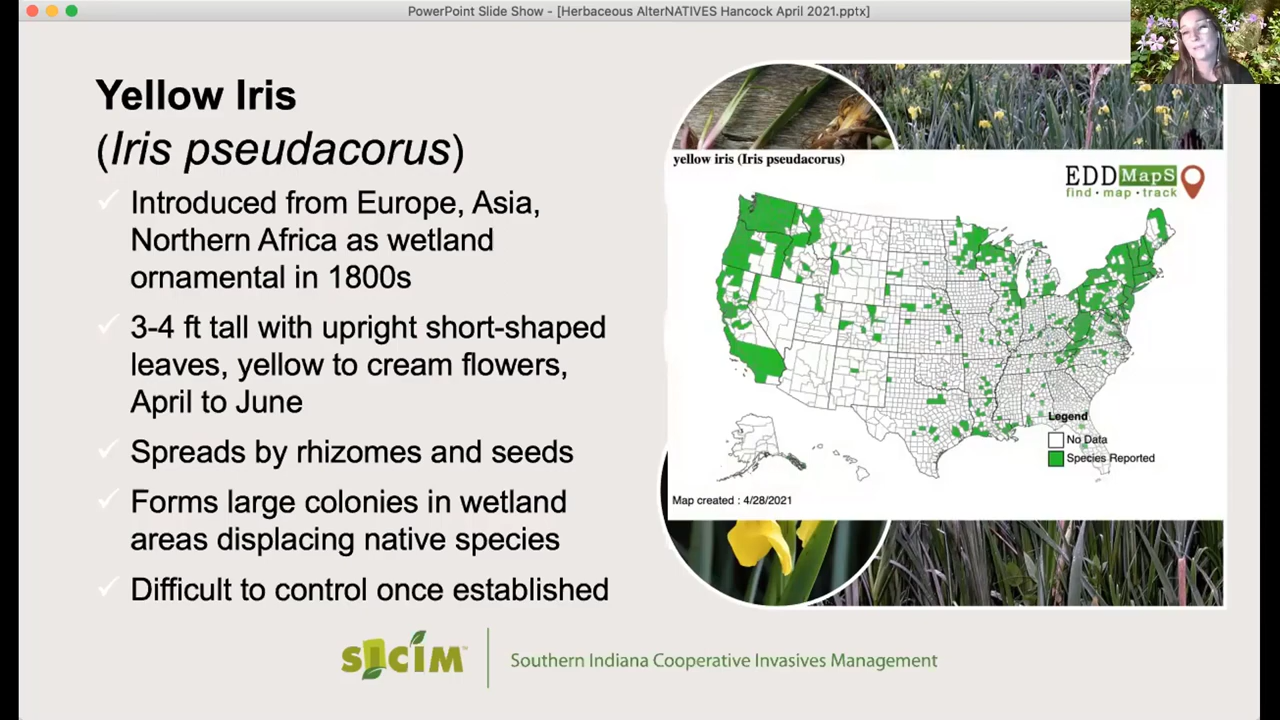 PowerPoint Slide Show - [Herbaceous AlterNATIVES Hancock April 2021.pptx]
Yellow Iris
(Iris pseudacorus)
Introduced from Europe, Asia,
Northern Africa as wetland
ornamental in 1800s
3-4 ft tall with upright short-shaped
leaves, yellow to cream flowers,
April to June
Spreads by rhizomes and seeds
Forms large colonies in wetland
areas displacing native species
Difficult to control once established
yellow iris (Iris pseudacorus)
EDDMapS
find · map · track
Legend
No Data
Species Reported
Map created : 4/28/2021
SICIM™
Southern Indiana Cooperative Invasives Management